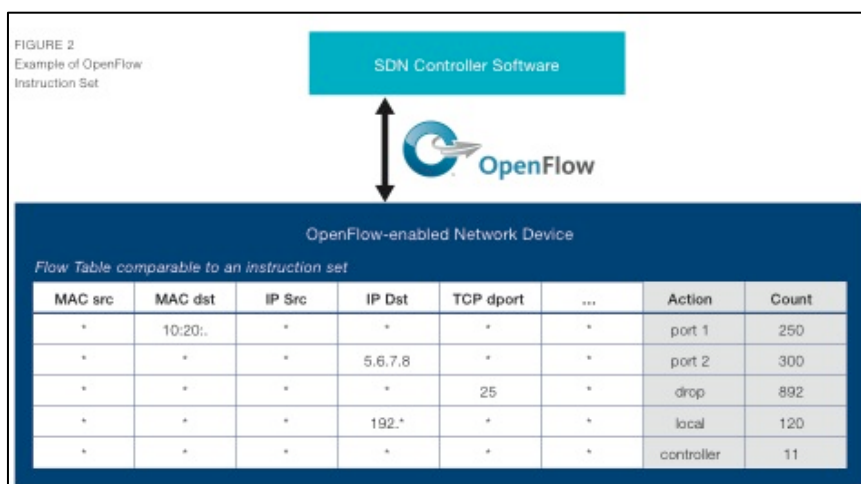 FIGURE 2
Example of OpenFlow
Instruction Set
SDN Controller Software
OpenFlow
OpenFlow-enabled Network Device
Flow Table comparable to an instruction set
MAC src MAC dst IP Src IP Dst TCP dport ... Action Count
* 10:20:. * * * * port 1 250
* * * 5.6.7.8 * * port 2 300
* * * * 25 * drop 892
* * * 192.* * * local 120
* * * * * * controller 11